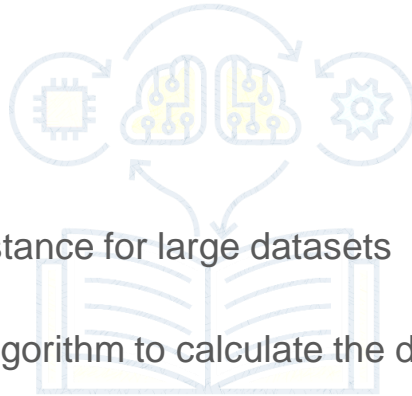 stance for large datasets
gorithm to calculate the d